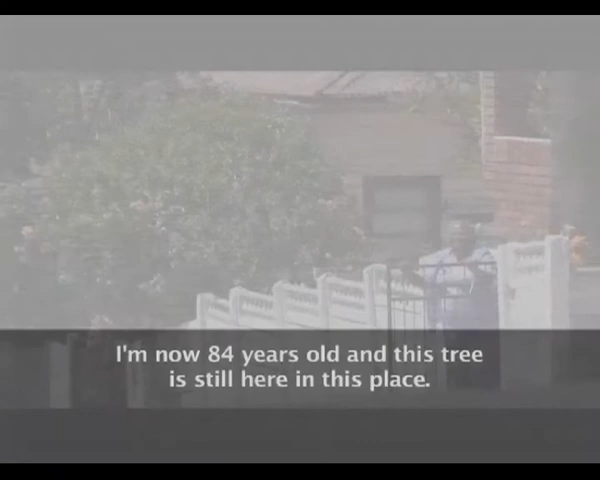 I'm now 84 years old and this tree
is still here in this place.